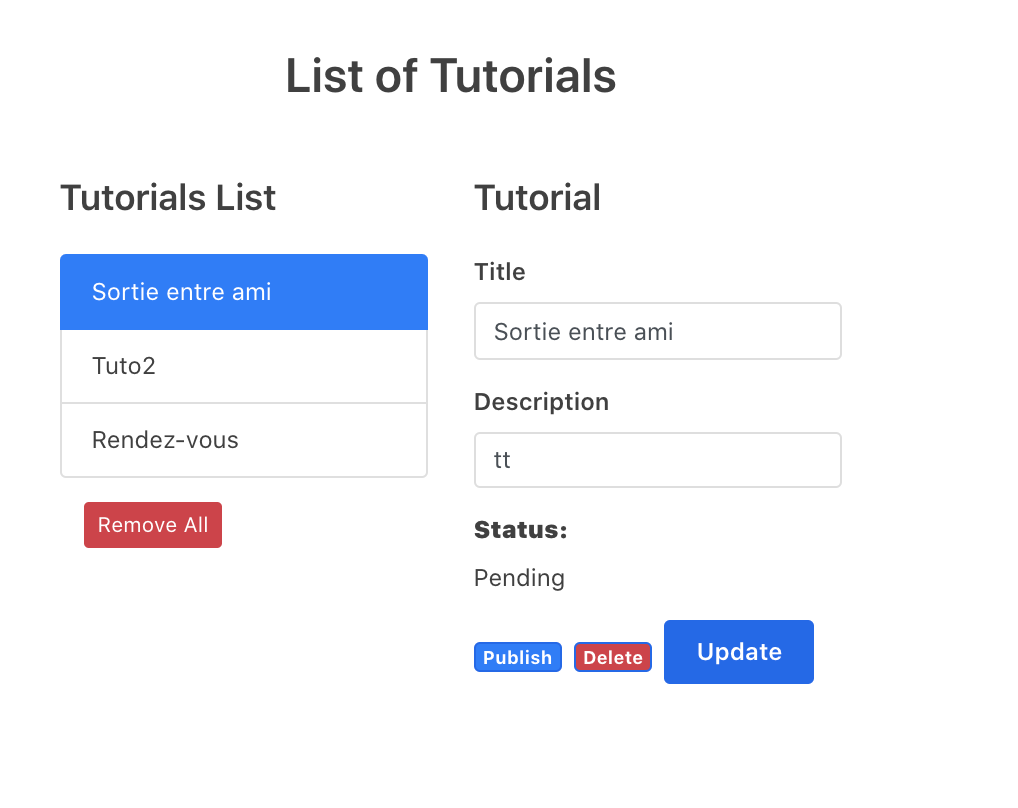 List of Tutorials
Tutorials List
Sortie entre ami
Tuto2
Rendez-vous
Remove All
Tutorial
Title
Sortie entre ami
Description
tt
Status:
Pending
Publish Delete Update